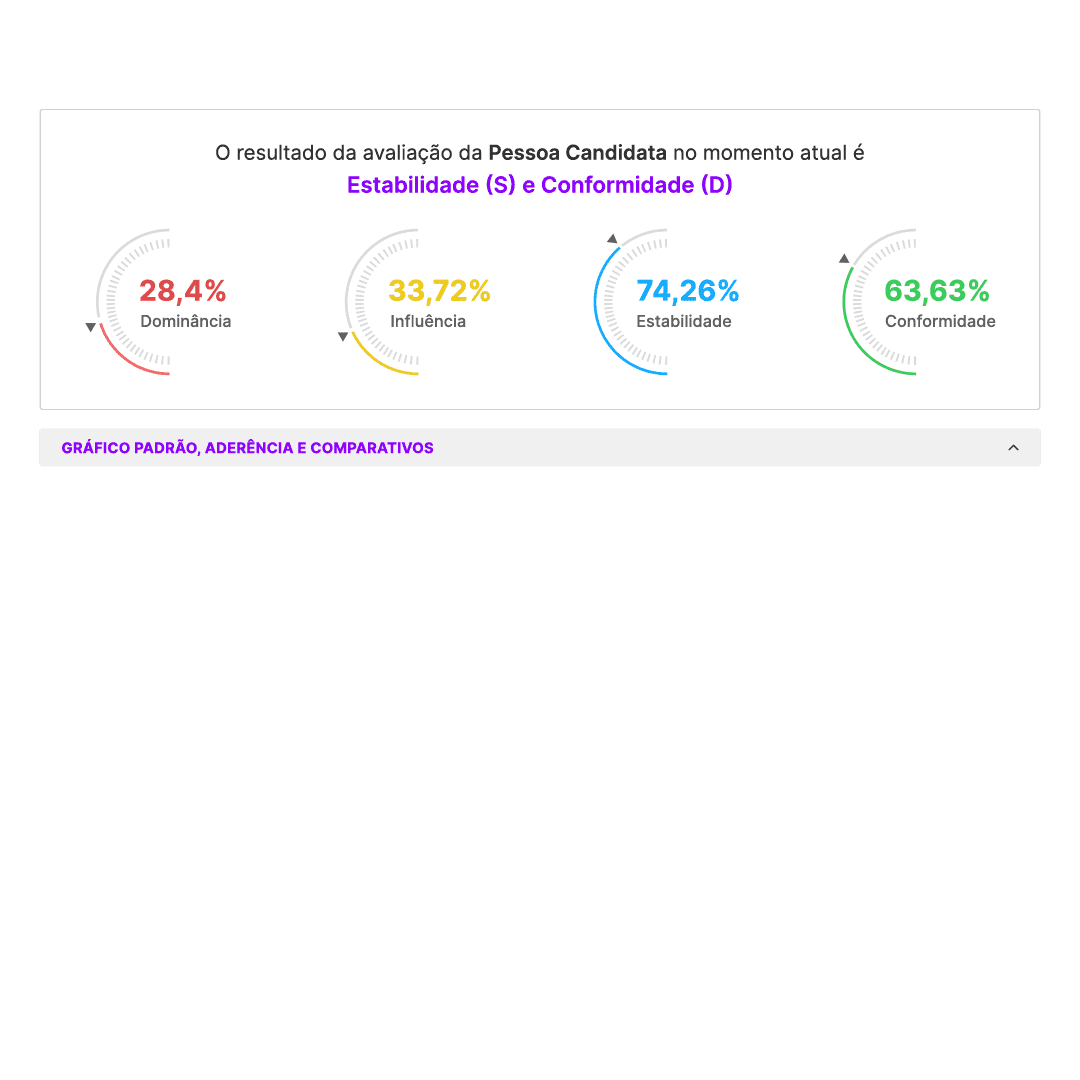 O resultado da avaliação da Pessoa Candidata no momento atual é
Estabilidade (S) e Conformidade (D)
28,4%
Dominância
33,72%
Influência
74,26%
Estabilidade
63,63%
Conformidade
GRÁFICO PADRÃO, ADERÊNCIA E COMPARATIVOS